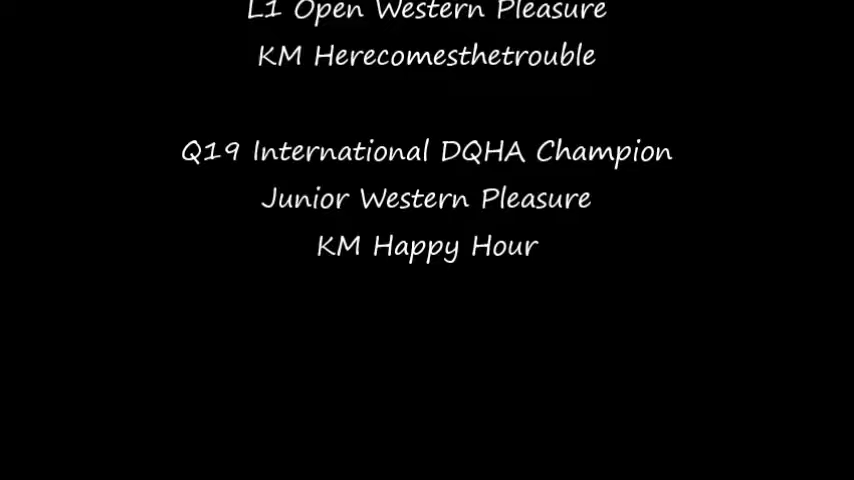 L1 Open Western Pleasure
KM Herecomesthetrouble
Q19 International DQHA Champion
Junior Western Pleasure
KM Happy Hour